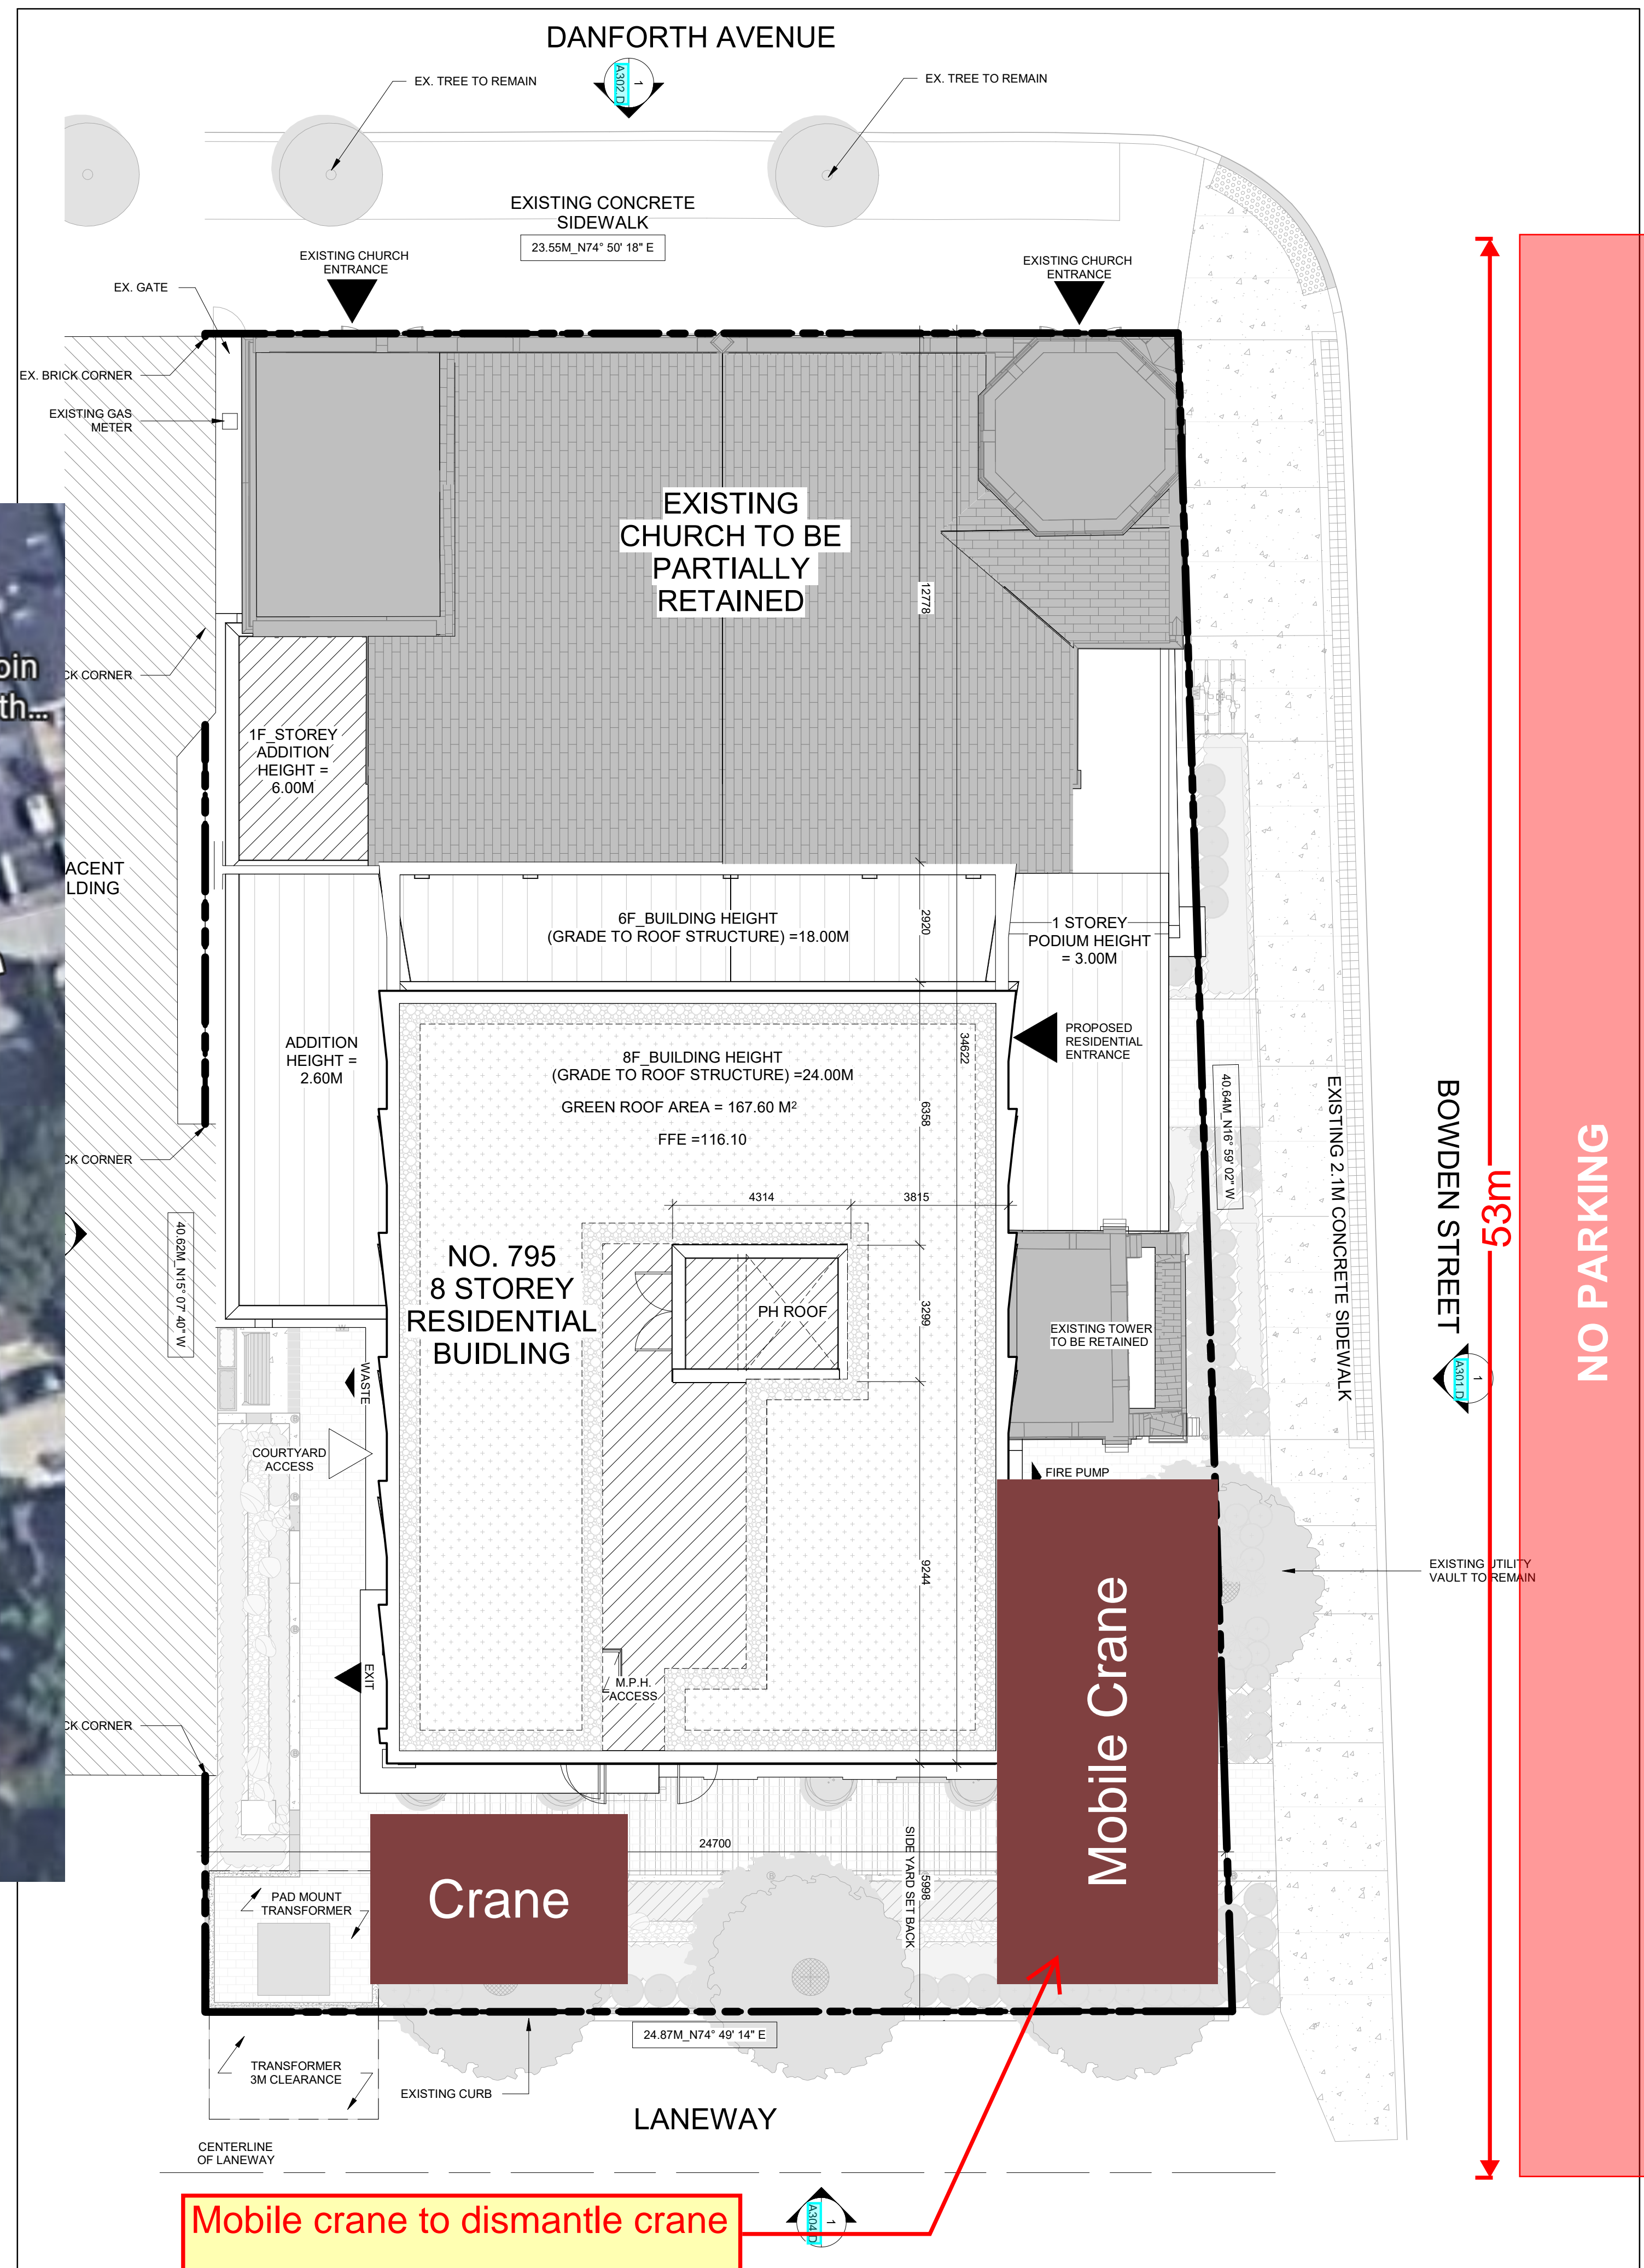 DANFORTH AVENUE
1
A302.D
EX. TREE TO REMAIN
EX. TREE TO REMAIN
EXISTING CONCRETE
SIDEWALK
23.55M_N74° 50' 18" E
EXISTING CHURCH
ENTRANCE
EXISTING CHURCH
ENTRANCE
EX. GATE
EX. BRICK CORNER
EXISTING GAS
METER
EXISTING
CHURCH TO BE
PARTIALLY
RETAINED
12778
oin
th...
CK CORNER
1F_STOREY
ADDITION
HEIGHT =
6.00M
ACENT
LDING
6F_BUILDING HEIGHT
(GRADE TO ROOF STRUCTURE) =18.00M
2920
1 STOREY
PODIUM HEIGHT
= 3.00M
ADDITION
HEIGHT =
2.60M
8F_BUILDING HEIGHT
(GRADE TO ROOF STRUCTURE) =24.00M
GREEN ROOF AREA = 167.60 M²
FFE =116.10
34622
6358
PROPOSED
RESIDENTIAL
ENTRANCE
40.64M_N16° 59' 02" W
EXISTING 2.1M CONCRETE SIDEWALK
BOWDEN STREET
53m
NO PARKING
CK CORNER
4314
3815
40.62M_N15° 07' 40" W
NO. 795
8 STOREY
RESIDENTIAL
BUIDLING
PH ROOF
3299
EXISTING TOWER
TO BE RETAINED
1
A301.D
WASTE
COURTYARD
ACCESS
FIRE PUMP
9244
EXISTING UTILITY
VAULT TO REMAIN
Mobile Crane
EXIT
M.P.H.
ACCESS
CK CORNER
24700
SIDE YARD SET BACK
5998
Crane
PAD MOUNT
TRANSFORMER
24.87M_N74° 49' 14" E
TRANSFORMER
3M CLEARANCE
EXISTING CURB
LANEWAY
CENTERLINE
OF LANEWAY
Mobile crane to dismantle crane
1
A304.D